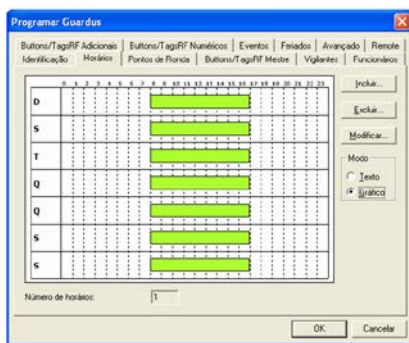 Programar Guardus
Buttons/TagsRF Adicionais Buttons/TagsRF Numéricos Eventos Feriados Avançado Remote
Identificação Horários Pontos de Ronda Buttons/TagsRF Mestre Vigilantes Funcionários
0 1 2 3 4 5 6 7 8 9 10 11 12 13 14 15 16 17 18 19 20 21 22 23
Incluir...
D
Excluir...
S
Modificar...
T
Modo
Texto
Q
Gráfico
Q
S
S
Número de horários: 1
OK Cancelar